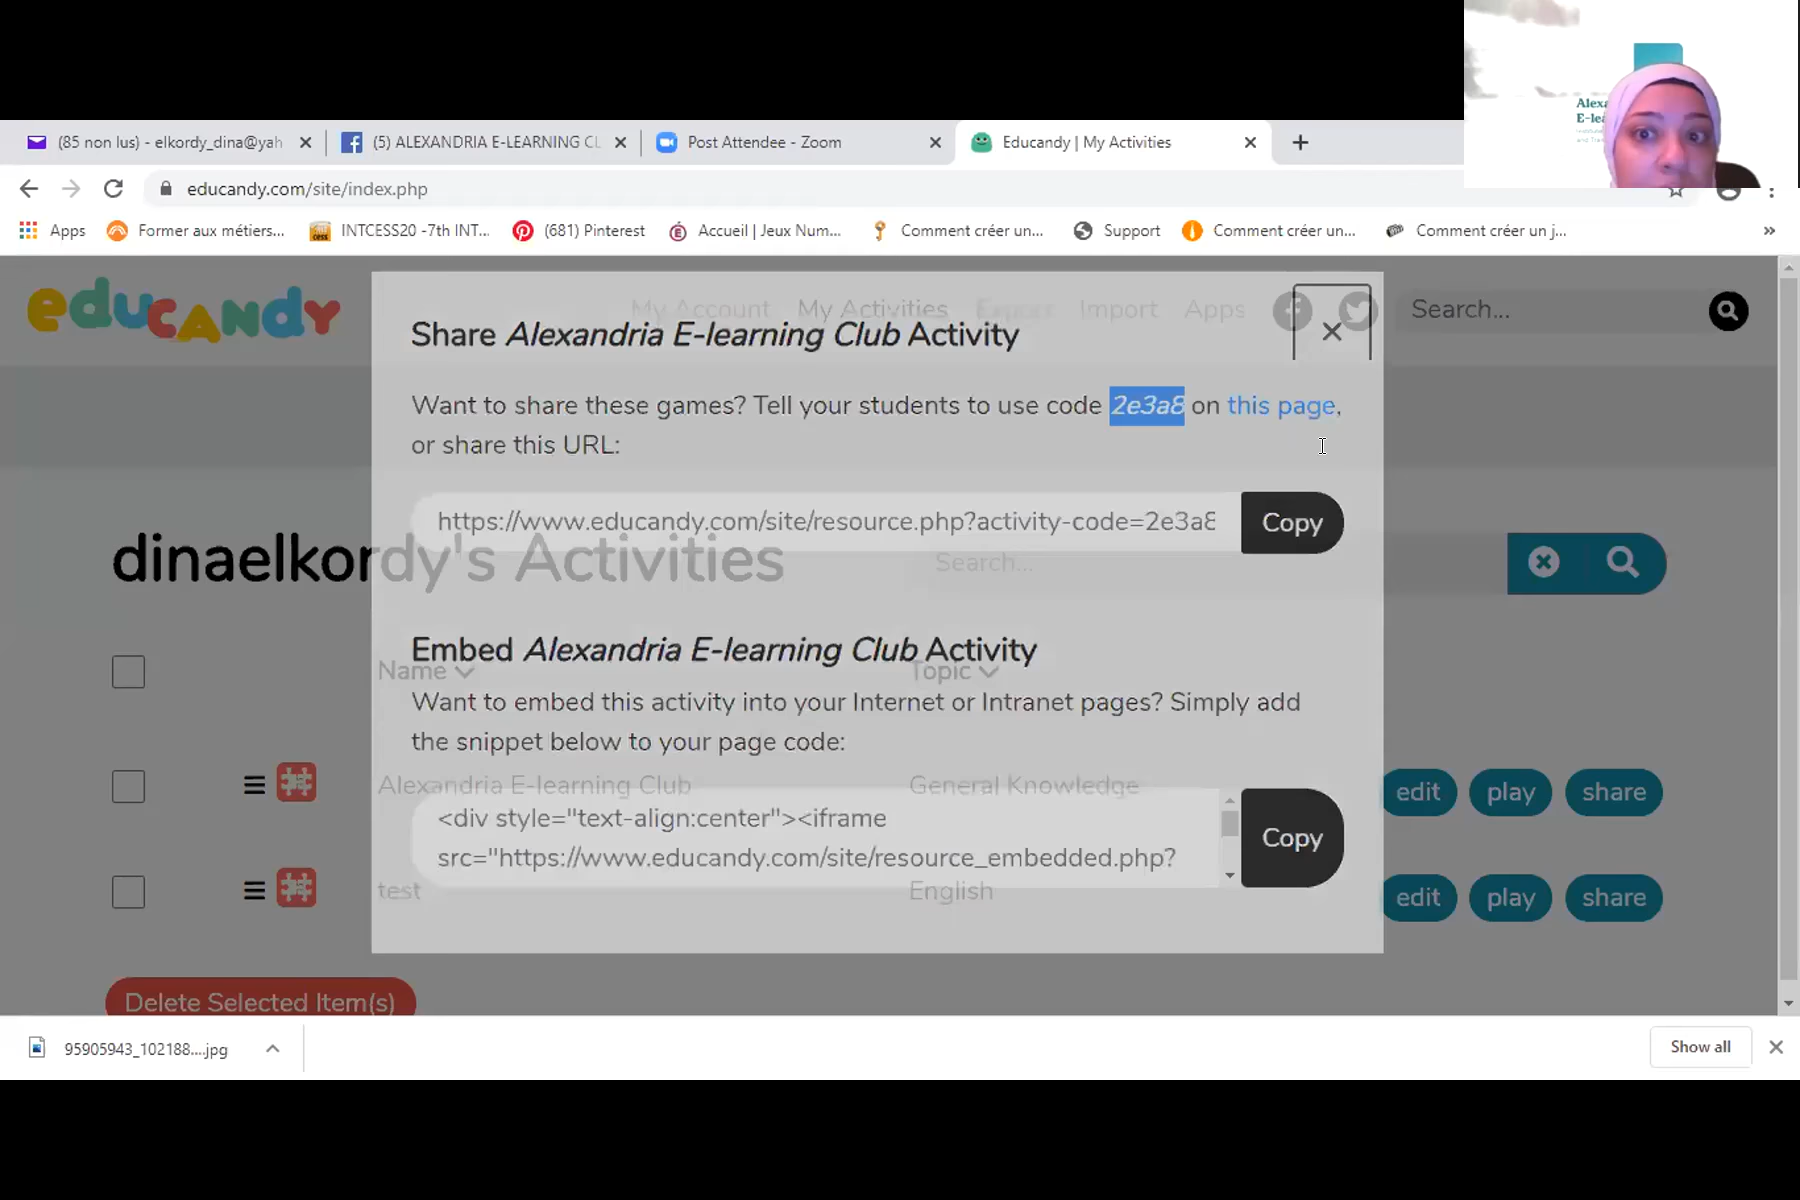 Alexa
E-lea
(85 non lus) - elkordy_dina@yah
(5) ALEXANDRIA E-LEARNING CL
Post Attendee - Zoom
Educandy | My Activities
educandy.com/site/index.php
Apps
Former aux métiers...
INTCESS20 -7th INT...
(681) Pinterest
Accueil | Jeux Num...
Comment créer un...
Support
Comment créer un...
Comment créer un j...
educandy
My Account
My Activities
Export
Import
Apps
Search...
Share Alexandria E-learning Club Activity
Want to share these games? Tell your students to use code 2e3a8 on this page,
or share this URL:
https://www.educandy.com/site/resource.php?activity-code=2e3a8
Copy
dinaelkordy's Activities
Search...
Embed Alexandria E-learning Club Activity
Name
Topic
Want to embed this activity into your Internet or Intranet pages? Simply add
the snippet below to your page code:
Alexandria E-learning Club
General Knowledge
edit
play
share
<div style="text-align:center"><iframe
src="https://www.educandy.com/site/resource_embedded.php?
Copy
test
English
edit
play
share
Delete Selected Item(s)
95905943_102188....jpg
Show all